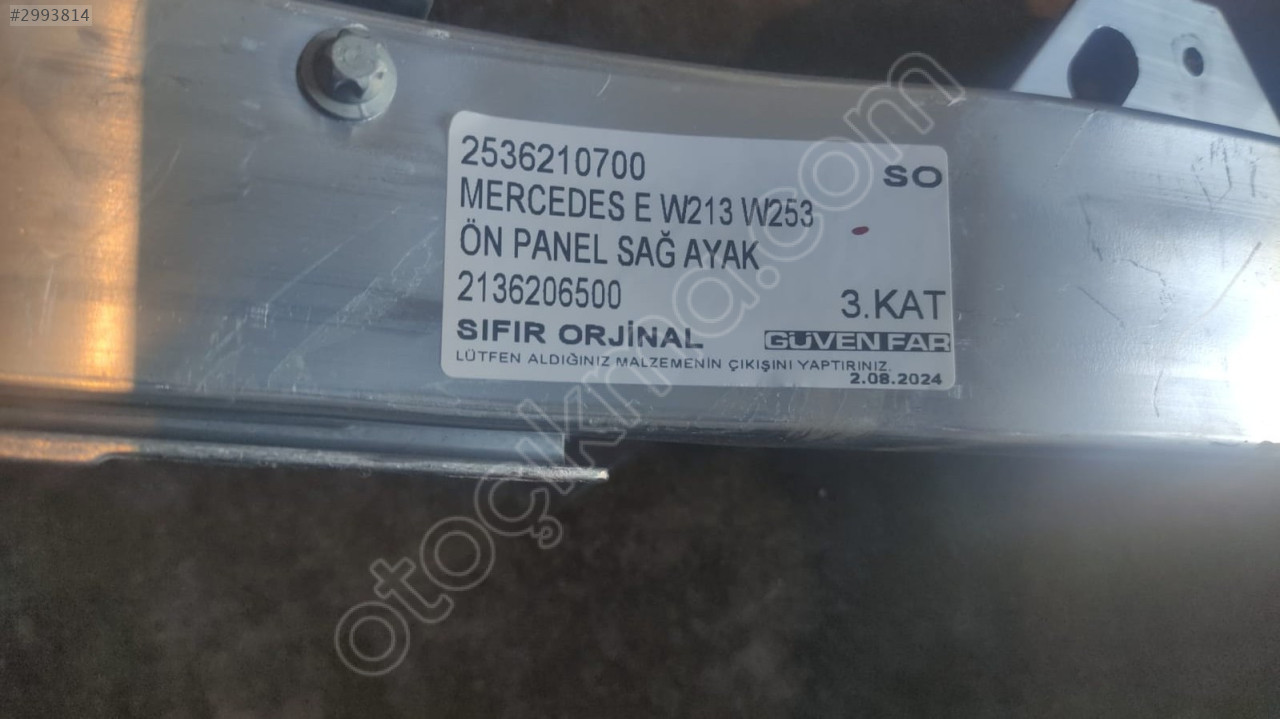 #2993814
2536210700
SO
MERCEDES E W213 W253
ÖN PANEL SAĞ AYAK
2136206500
3.KAT
SIFIR ORJİNAL
GÜVEN FAR
LÜTFEN ALDIĞINIZ MALZEMENİN ÇIKIŞINI YAPTIRINIZ.
2.08.2024
otoçıkma.com